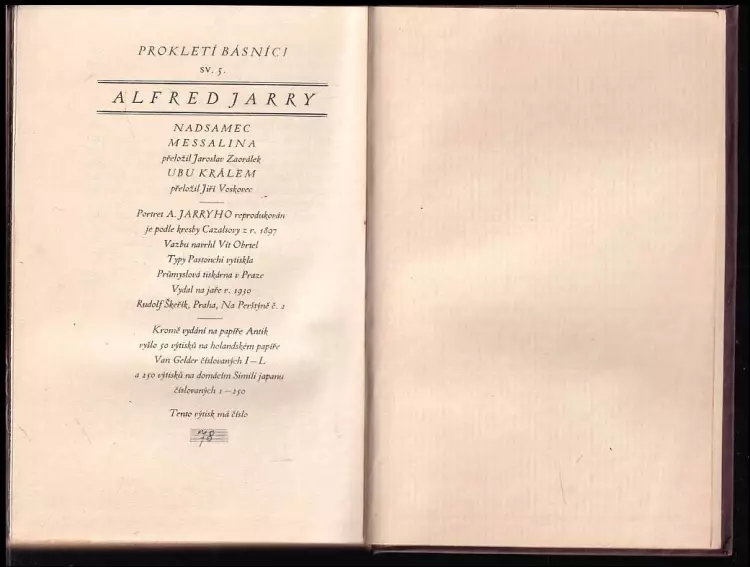 PROKLETÍ BÁSNÍCI
SV. 5.
ALFRED JARRY
NADSAMEC
MESSALINA
přeložil Jaroslav Zaorálek
UBU KRÁLEM
přeložil Jiří Voskovec
Portret A. JARRYHO reprodukován
je podle kresby Cazalsovy z r. 1897
Vazbu navrhl Vít Obrtel
Typy Pastonchi vytiskla
Průmyslová tiskárna v Praze
Vydal na jaře r. 1930
Rudolf Škeřík, Praha, Na Perštýně č. 2
Kromě vydání na papíře Antik
vyšlo 50 výtisků na holandském papíře
Van Gelder číslovaných I—L
a 250 výtisků na domácím Simili japanu
číslovaných 1—250
Tento výtisk má číslo
78